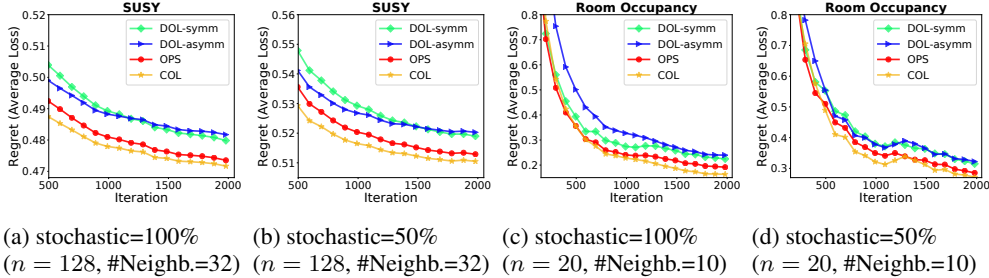 SUSY
Regret (Average Loss)
0.52
0.51
0.50
0.49
0.48
0.47
DOL-symm
DOL-asymm
OPS
COL
500
1000
1500
2000
Iteration
(a) stochastic=100%
(n = 128, #Neighb.=32)
SUSY
Regret (Average Loss)
0.56
0.55
0.54
0.53
0.52
0.51
DOL-symm
DOL-asymm
OPS
COL
500
1000
1500
2000
Iteration
(b) stochastic=50%
(n = 128, #Neighb.=32)
Room Occupancy
Regret (Average Loss)
0.8
0.7
0.6
0.5
0.4
0.3
0.2
DOL-symm
DOL-asymm
OPS
COL
500
1000
1500
2000
Iteration
(c) stochastic=100%
(n = 20, #Neighb.=10)
Room Occupancy
Regret (Average Loss)
0.8
0.7
0.6
0.5
0.4
0.3
DOL-symm
DOL-asymm
OPS
COL
500
1000
1500
2000
Iteration
(d) stochastic=50%
(n = 20, #Neighb.=10)